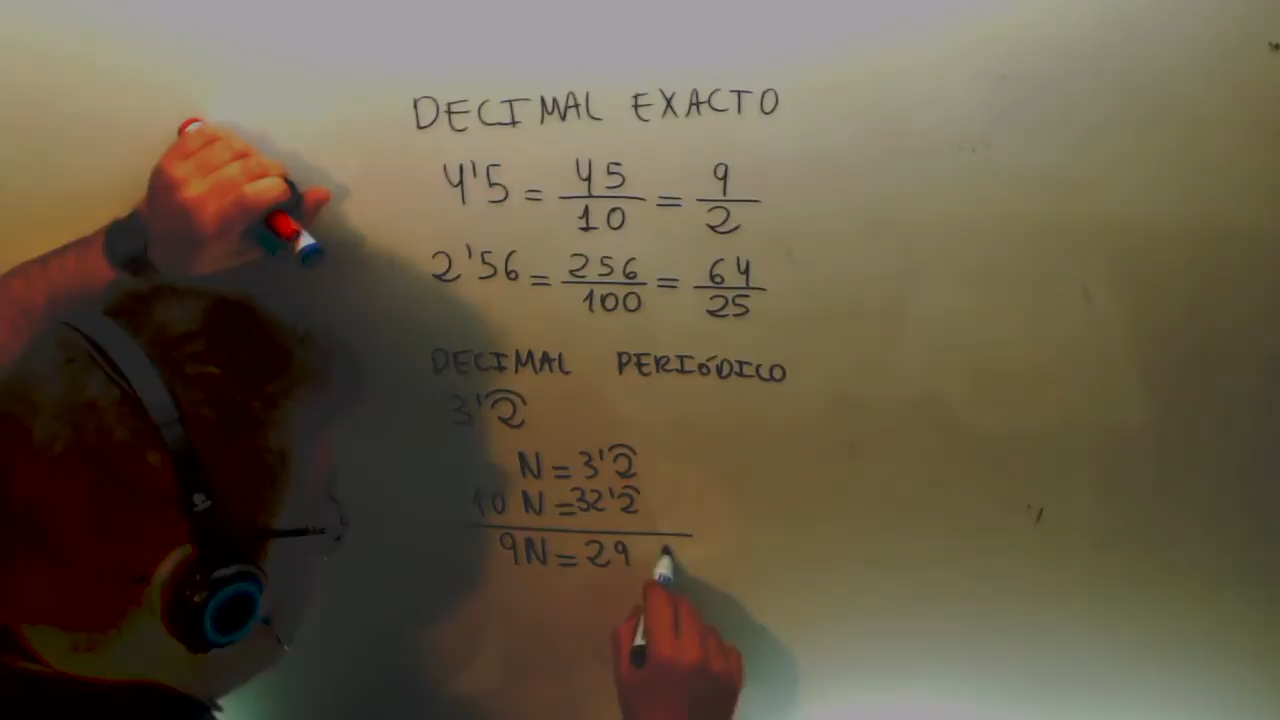 DECIMAL EXACTO
4'5 = 45/10 = 9/2
2'56 = 256/100 = 64/25
DECIMAL PERIÓDICO
3'2̂
N = 3'2̂
10 N = 32'2̂
9N = 29